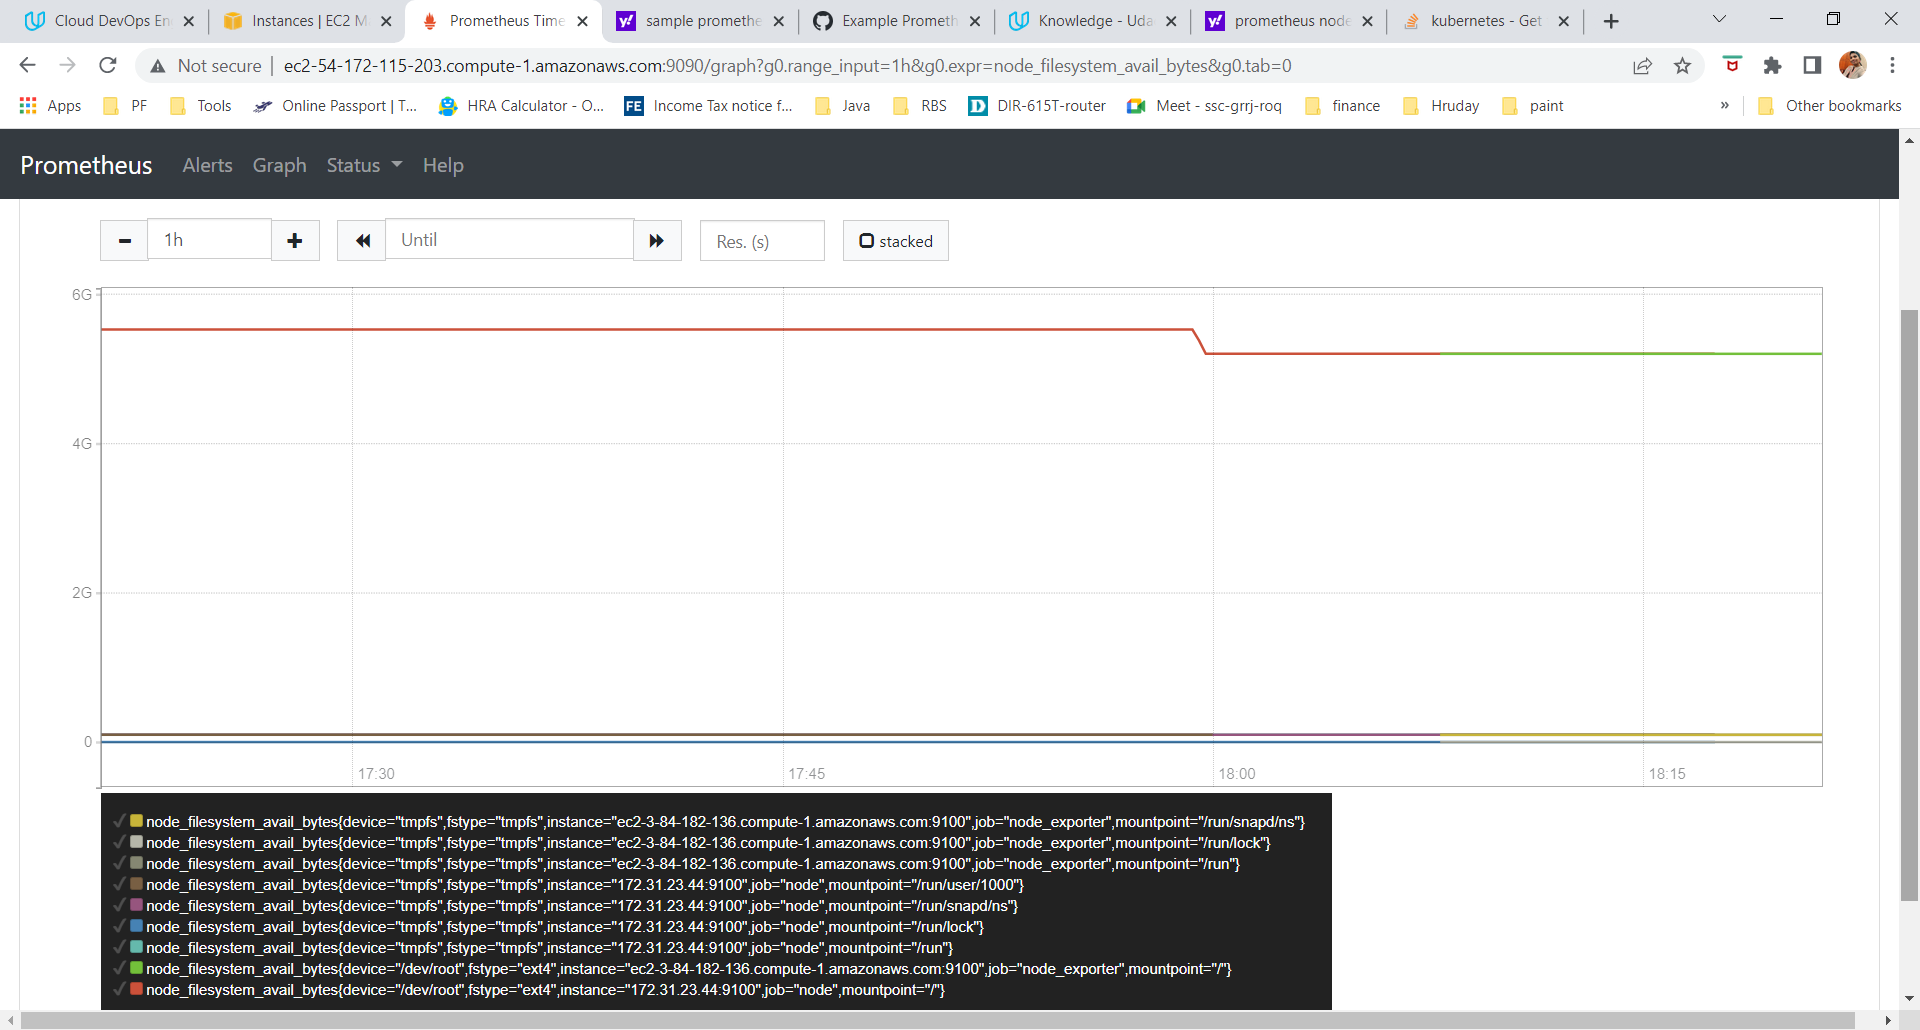 Cloud DevOps En
Instances | EC2 M
Prometheus Time
sample promethe
Example Prometh
Knowledge - Uda
prometheus node
kubernetes - Get
Not secure | ec2-54-172-115-203.compute-1.amazonaws.com:9090/graph?g0.range_input=1h&g0.expr=node_filesystem_avail_bytes&g0.tab=0
Apps PF Tools Online Passport | T... HRA Calculator - O... FE Income Tax notice f... Java RBS D DIR-615T-router Meet - ssc-grrj-roq finance Hruday paint » Other bookmarks
Prometheus Alerts Graph Status Help
1h Until Res. (s) stacked
6G
4G
2G
0
17:30 17:45 18:00 18:15
node_filesystem_avail_bytes{device="tmpfs",fstype="tmpfs",instance="ec2-3-84-182-136.compute-1.amazonaws.com:9100",job="node_exporter",mountpoint="/run/snapd/ns"}
node_filesystem_avail_bytes{device="tmpfs",fstype="tmpfs",instance="ec2-3-84-182-136.compute-1.amazonaws.com:9100",job="node_exporter",mountpoint="/run/lock"}
node_filesystem_avail_bytes{device="tmpfs",fstype="tmpfs",instance="ec2-3-84-182-136.compute-1.amazonaws.com:9100",job="node_exporter",mountpoint="/run"}
node_filesystem_avail_bytes{device="tmpfs",fstype="tmpfs",instance="172.31.23.44:9100",job="node",mountpoint="/run/user/1000"}
node_filesystem_avail_bytes{device="tmpfs",fstype="tmpfs",instance="172.31.23.44:9100",job="node",mountpoint="/run/snapd/ns"}
node_filesystem_avail_bytes{device="tmpfs",fstype="tmpfs",instance="172.31.23.44:9100",job="node",mountpoint="/run/lock"}
node_filesystem_avail_bytes{device="tmpfs",fstype="tmpfs",instance="172.31.23.44:9100",job="node",mountpoint="/run"}
node_filesystem_avail_bytes{device="/dev/root",fstype="ext4",instance="ec2-3-84-182-136.compute-1.amazonaws.com:9100",job="node_exporter",mountpoint="/"}
node_filesystem_avail_bytes{device="/dev/root",fstype="ext4",instance="172.31.23.44:9100",job="node",mountpoint="/"}